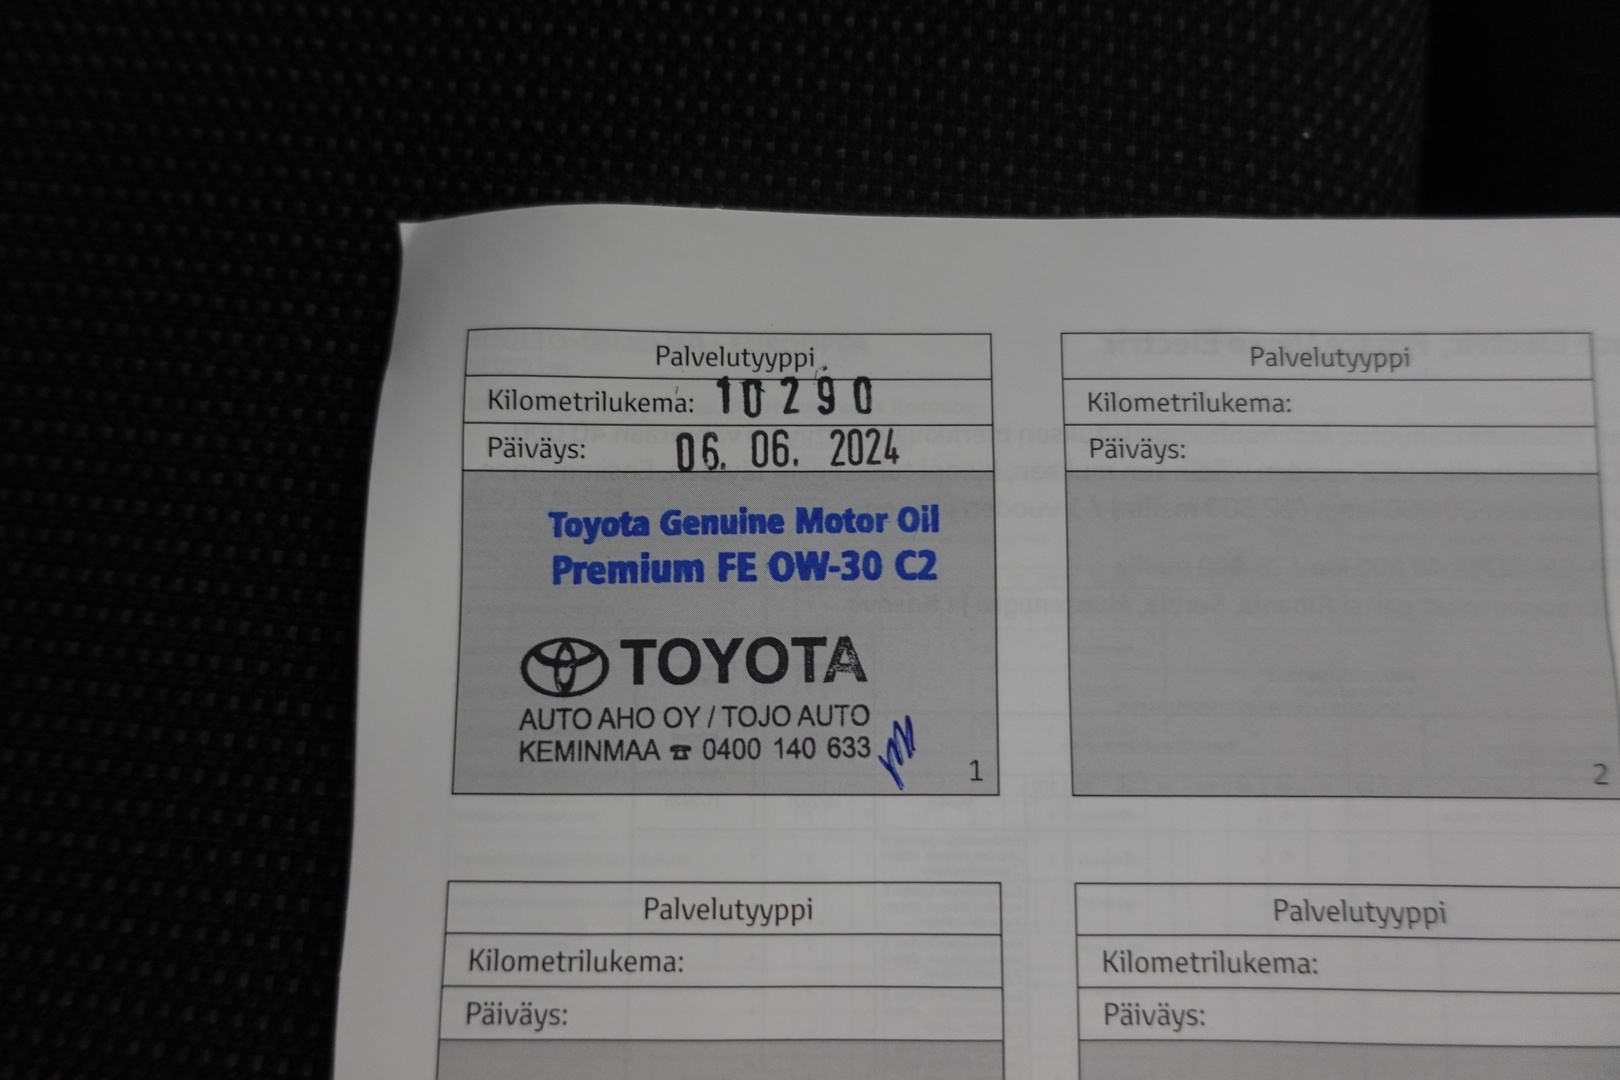 Palvelutyyppi
Kilometrilukema: 10290
Päiväys: 06. 06. 2024
Toyota Genuine Motor Oil
Premium FE 0W-30 C2
TOYOTA
AUTO AHO OY / TOJO AUTO
KEMINMAA ☎ 0400 140 633
1
Palvelutyyppi
Kilometrilukema:
Päiväys:
2
Palvelutyyppi
Kilometrilukema:
Päiväys:
Palvelutyyppi
Kilometrilukema:
Päiväys: